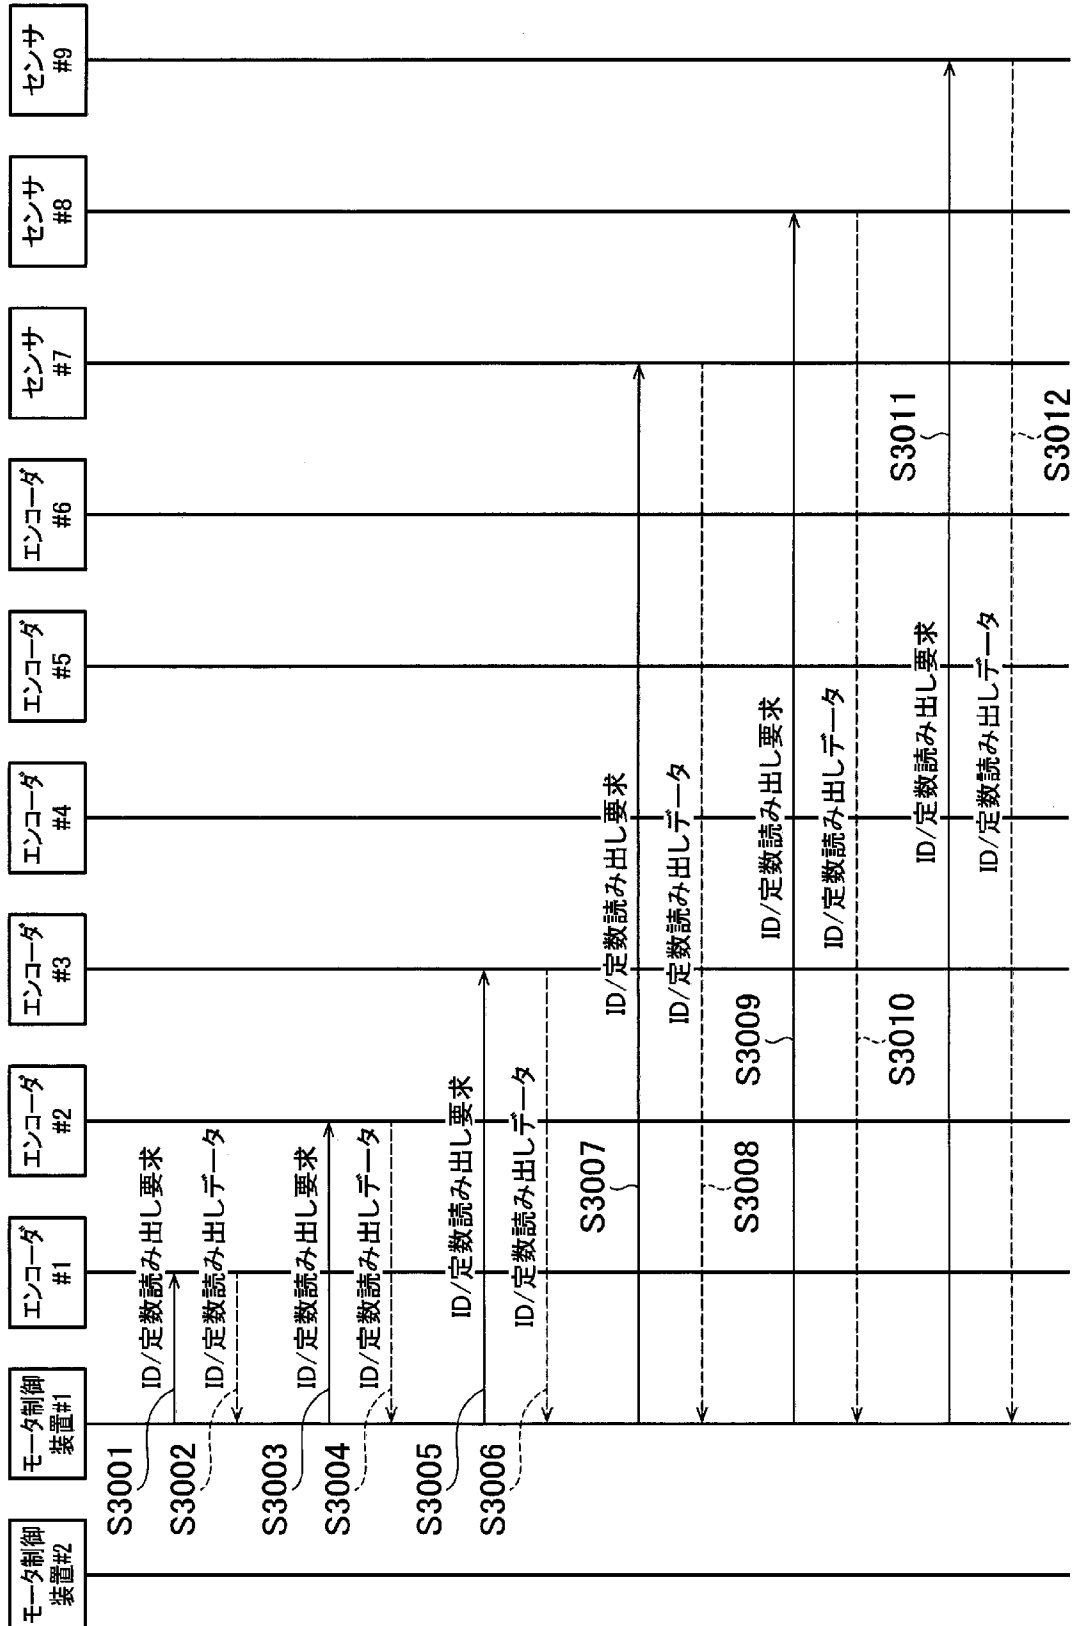 モータ制御
装置#2
モータ制御
装置#1
エンコーダ
#1
エンコーダ
#2
エンコーダ
#3
エンコーダ
#4
エンコーダ
#5
エンコーダ
#6
センサ
#7
センサ
#8
センサ
#9
S3001
ID/定数読み出し要求
S3002
ID/定数読み出しデータ
S3003
ID/定数読み出し要求
S3004
ID/定数読み出しデータ
S3005
ID/定数読み出し要求
S3006
ID/定数読み出しデータ
S3007
ID/定数読み出し要求
S3008
ID/定数読み出しデータ
S3009
ID/定数読み出し要求
S3010
ID/定数読み出しデータ
S3011
ID/定数読み出し要求
S3012
ID/定数読み出しデータ